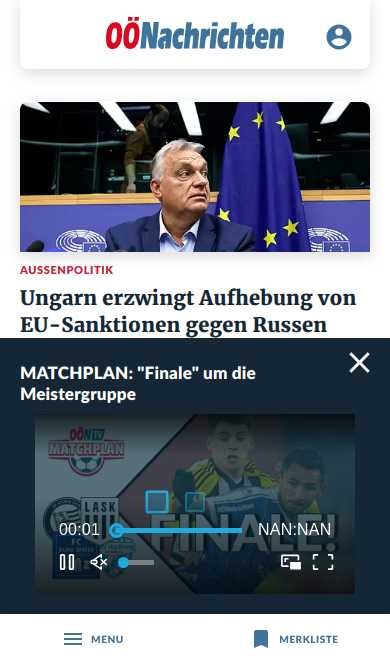 OÖNachrichten
AUSSENPOLITIK
Ungarn erzwingt Aufhebung von
EU-Sanktionen gegen Russen
MATCHPLAN: "Finale" um die
Meistergruppe
OÖN TV
MATCHPLAN
LASK
FC
FINALE!
00:01
NAN:NAN
MENU
MERKLISTE